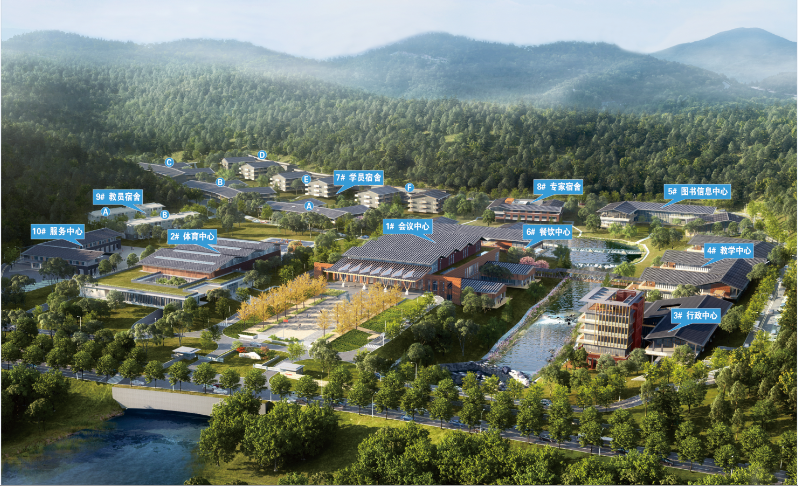 C
D
B
E
7# 学员宿舍
F
9# 教员宿舍
A
B
A
8# 专家宿舍
5# 图书信息中心
10# 服务中心
2# 体育中心
1# 会议中心
6# 餐饮中心
4# 教学中心
3# 行政中心